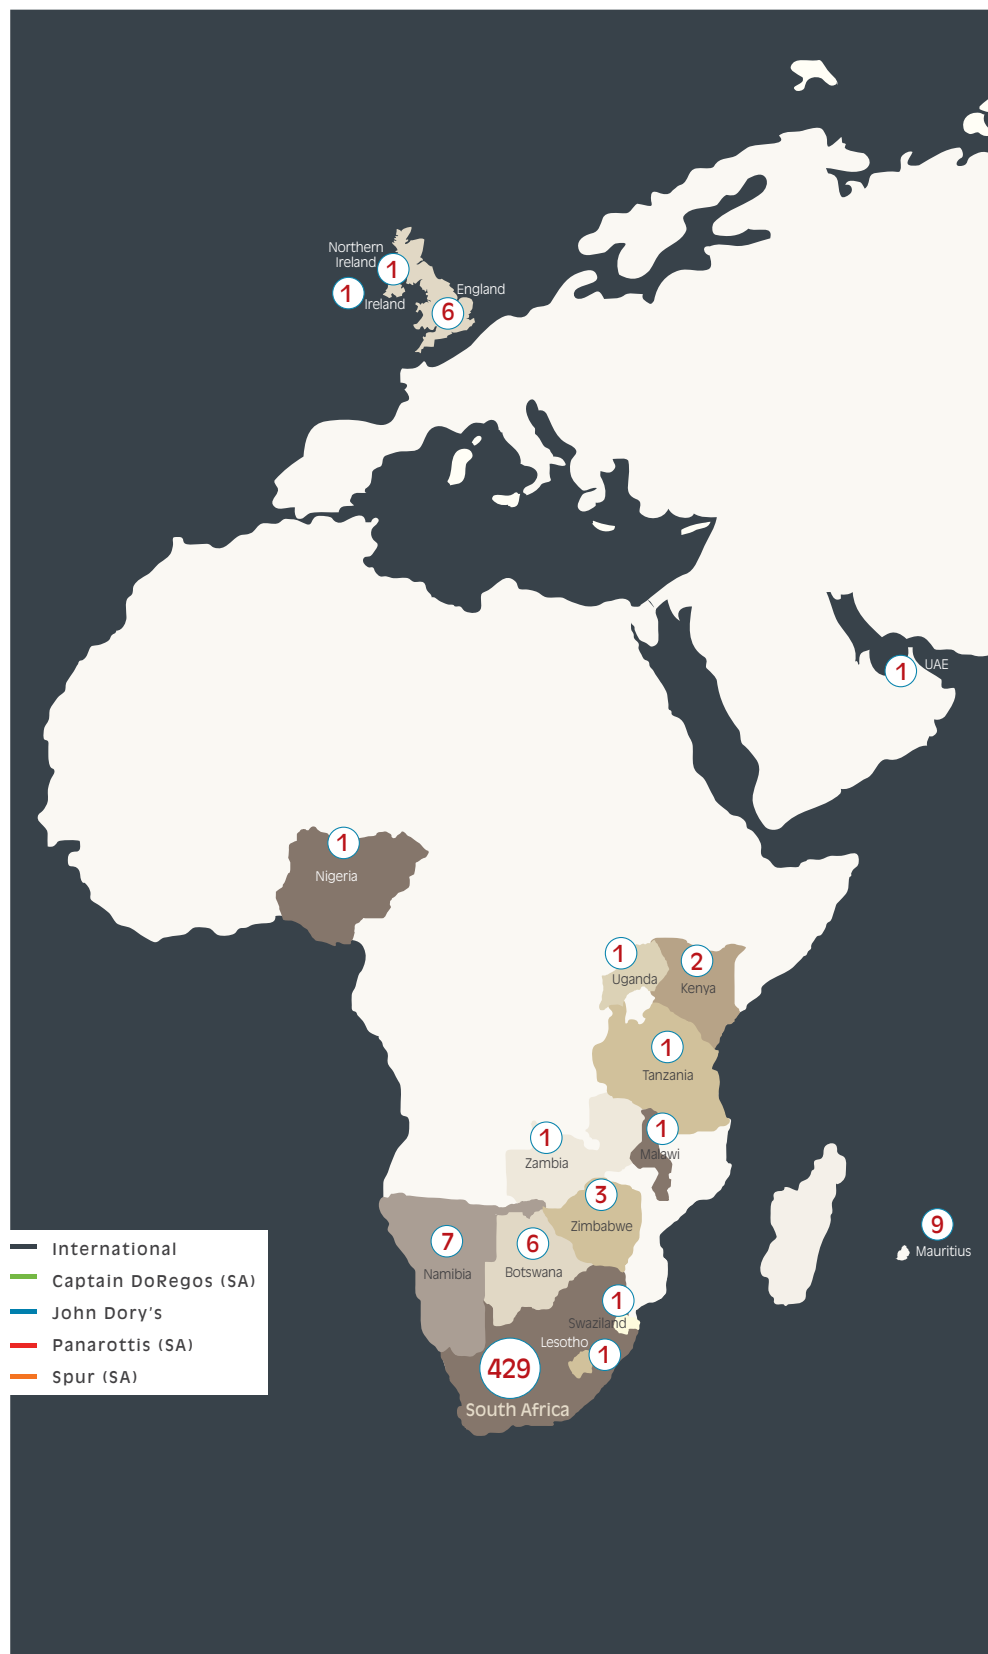 Northern
Ireland
1
1
Ireland
England
6
1
UAE
1
Nigeria
1
Uganda
2
Kenya
1
Tanzania
1
Zambia
1
Malawi
3
Zimbabwe
7
Namibia
6
Botswana
9
Mauritius
1
Swaziland
Lesotho
1
429
South Africa
International
Captain DoRegos (SA)
John Dory's
Panarottis (SA)
Spur (SA)